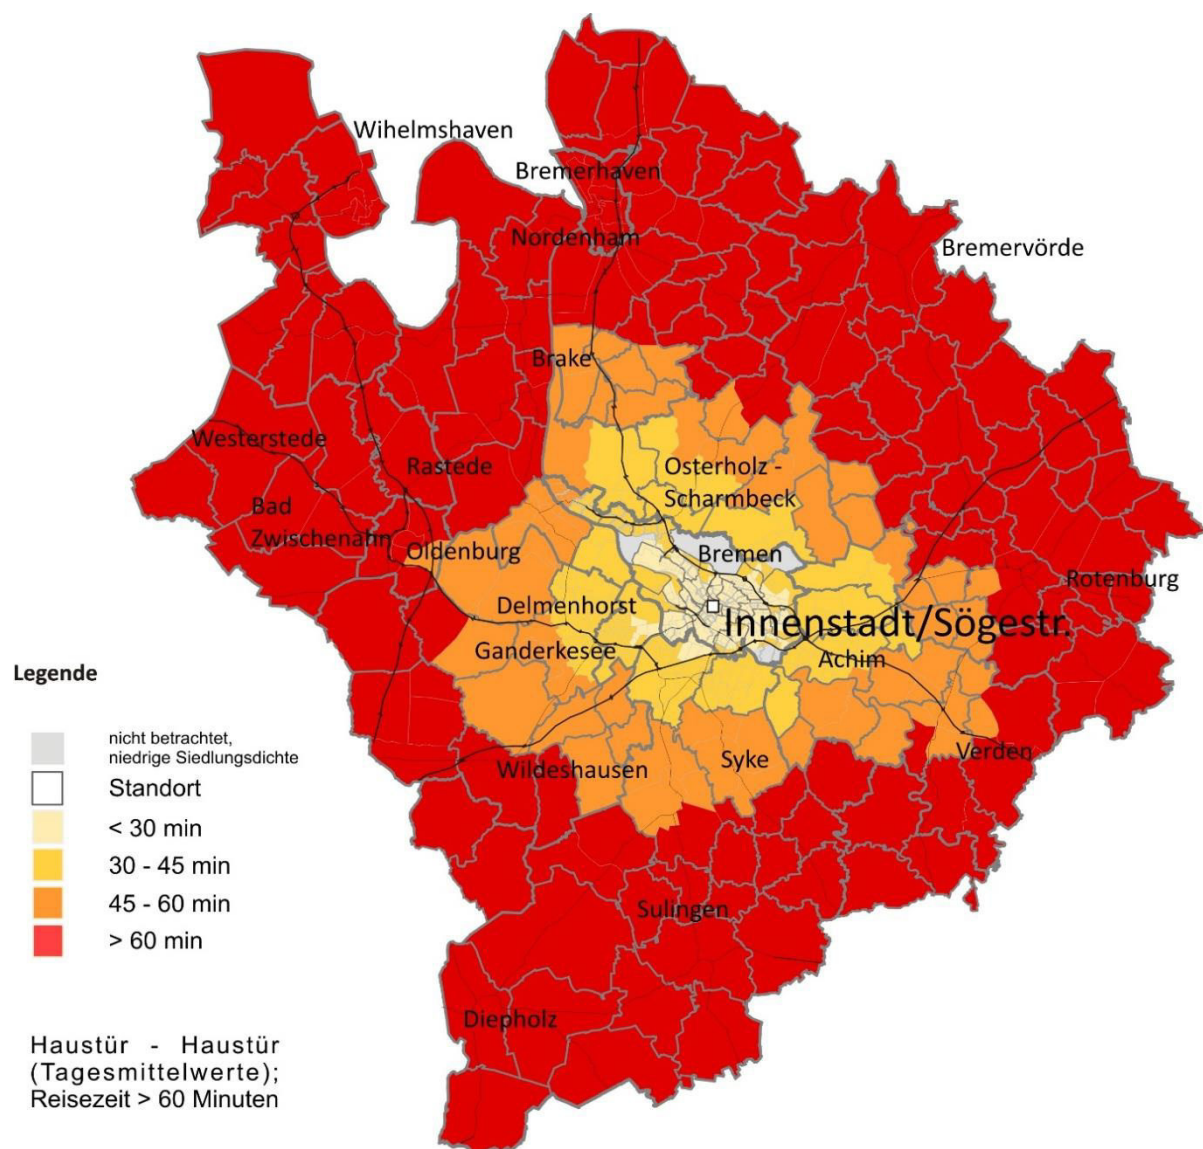 Wihelmshaven
Bremerhaven
Nordenham
Bremervörde
Brake
Westerstede
Rastede
Osterholz -
Scharmbeck
Bad
Zwischenahn
Oldenburg
Bremen
Rotenburg
Delmenhorst
Innenstadt/Sögestr.
Ganderkesee
Achim
Verden
Wildeshausen
Syke
Sulingen
Diepholz
Legende
nicht betrachtet,
niedrige Siedlungsdichte
Standort
< 30 min
30 - 45 min
45 - 60 min
> 60 min
Haustür - Haustür
(Tagesmittelwerte);
Reisezeit > 60 Minuten